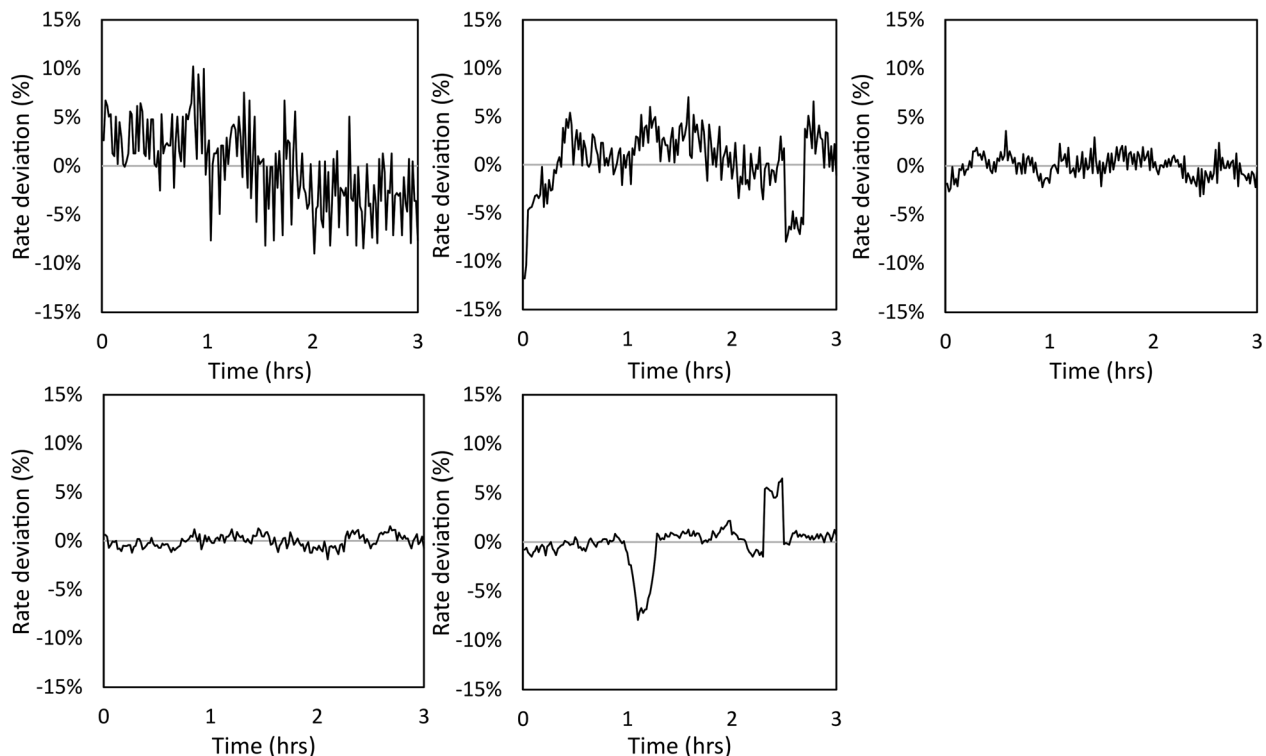 15%
10%
5%
0%
-5%
-10%
-15%
Rate deviation (%)
0 1 2 3
Time (hrs)
15%
10%
5%
0%
-5%
-10%
-15%
Rate deviation (%)
0 1 2 3
Time (hrs)
15%
10%
5%
0%
-5%
-10%
-15%
Rate deviation (%)
0 1 2 3
Time (hrs)
15%
10%
5%
0%
-5%
-10%
-15%
Rate deviation (%)
0 1 2 3
Time (hrs)
15%
10%
5%
0%
-5%
-10%
-15%
Rate deviation (%)
0 1 2 3
Time (hrs)